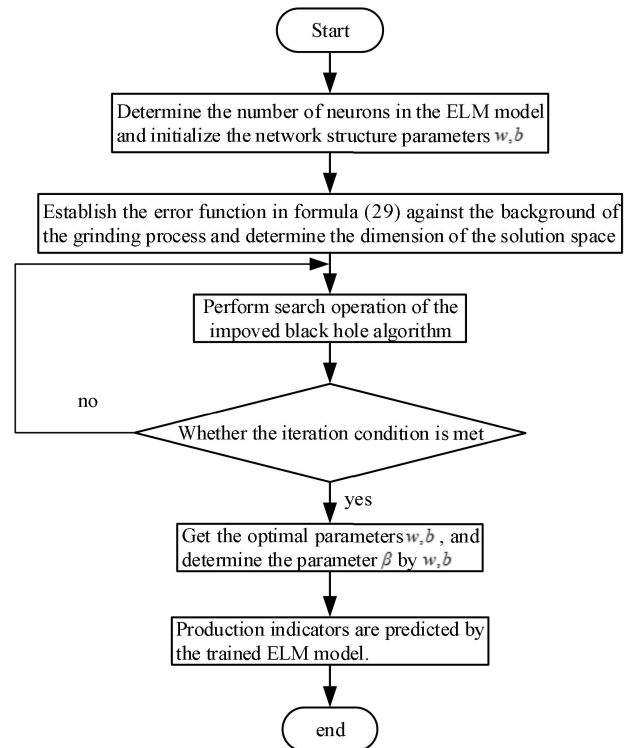 Start
Determine the number of neurons in the ELM model
and initialize the network structure parameters w,b
Establish the error function in formula (29) against the background of
the grinding process and determine the dimension of the solution space
Perform search operation of the
impoved black hole algorithm
no
Whether the iteration condition is met
yes
Get the optimal parameters w,b , and
determine the parameter β by w,b
Production indicators are predicted by
the trained ELM model.
end